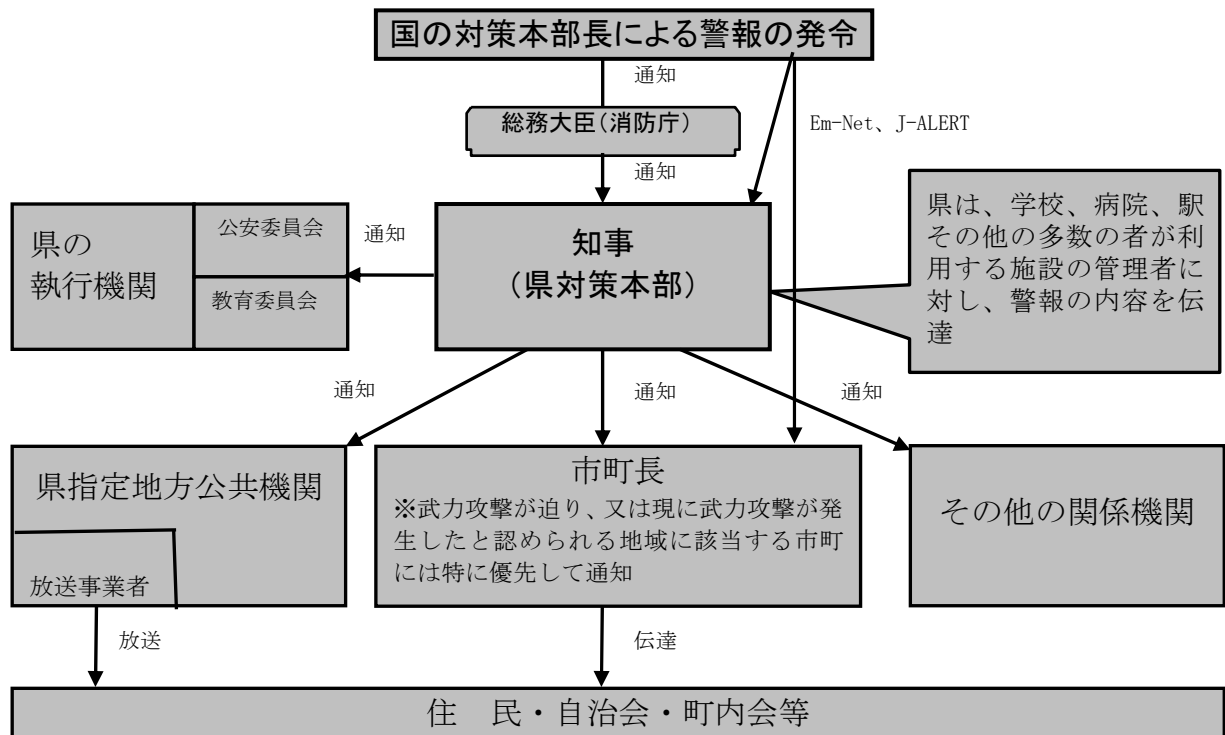 国の対策本部長による警報の発令
通知
総務大臣（消防庁）
Em-Net、J-ALERT
通知
県の
執行機関
公安委員会
教育委員会
通知
知事
（県対策本部）
県は、学校、病院、駅
その他の多数の者が利
用する施設の管理者に
対し、警報の内容を伝
達
通知
通知
通知
県指定地方公共機関
放送事業者
市町長
※武力攻撃が迫り、又は現に武力攻撃が発
生したと認められる地域に該当する市町
には特に優先して通知
その他の関係機関
放送
伝達
住　民・自治会・町内会等